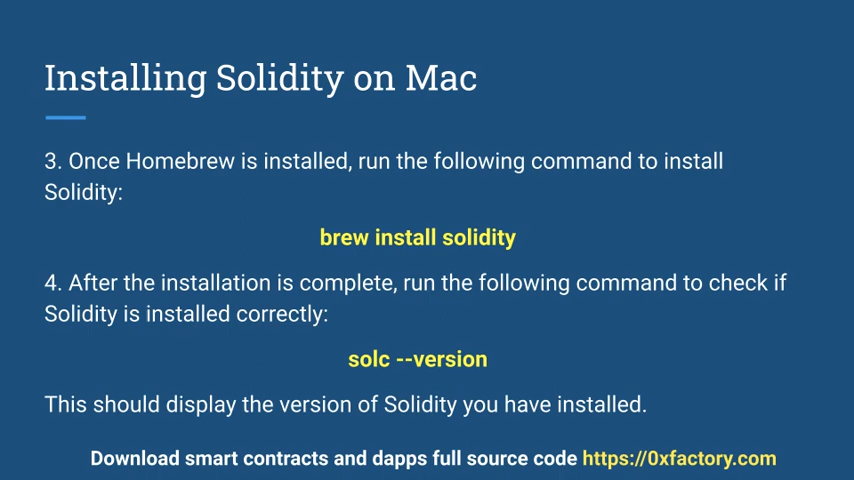 Installing Solidity on Mac
3. Once Homebrew is installed, run the following command to install
Solidity:
brew install solidity
4. After the installation is complete, run the following command to check if
Solidity is installed correctly:
solc --version
This should display the version of Solidity you have installed.
Download smart contracts and dapps full source code https://0xfactory.com